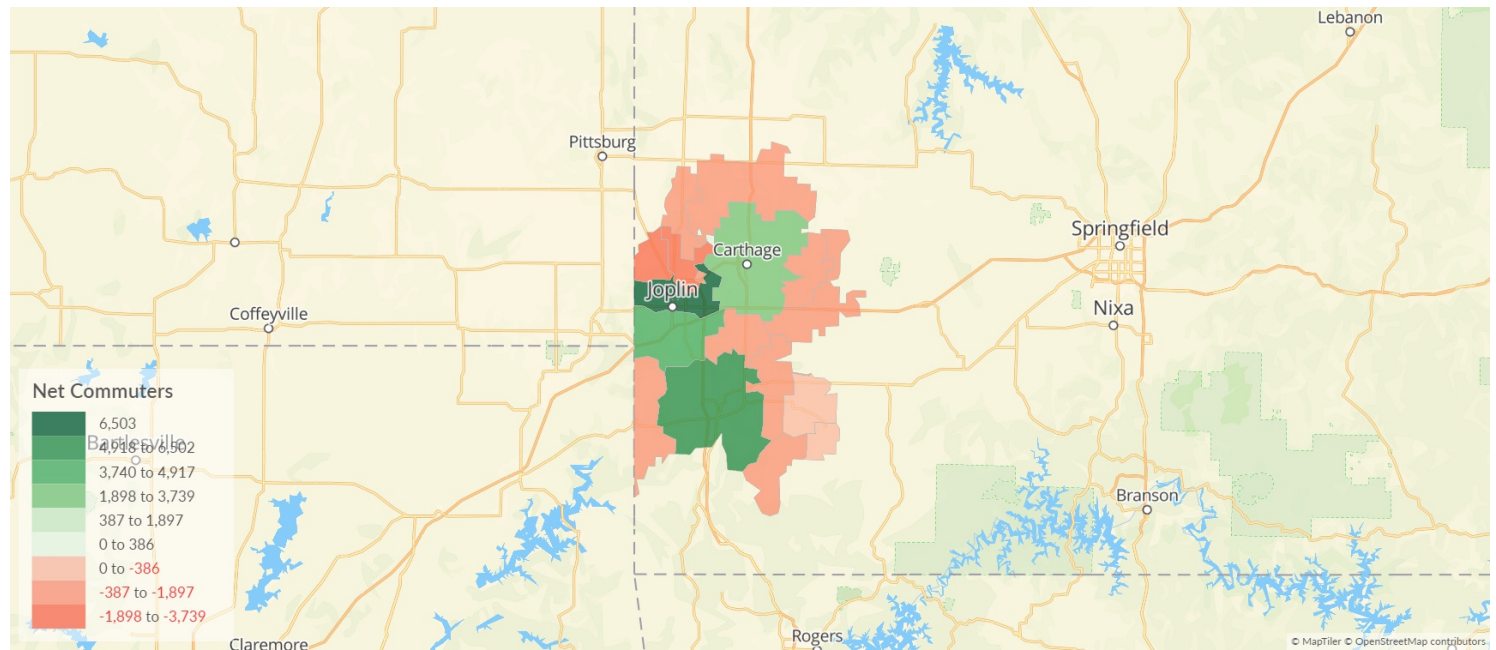 Lebanon
Pittsburg
Springfield
Carthage
Joplin
Nixa
Coffeyville
Net Commuters
6,503
Bartlesville
4,918 to 6,502
3,740 to 4,917
1,898 to 3,739
387 to 1,897
0 to 386
0 to -386
-387 to -1,897
-1,898 to -3,739
Branson
Claremore
Rogers
© MapTiler © OpenStreetMap contributors